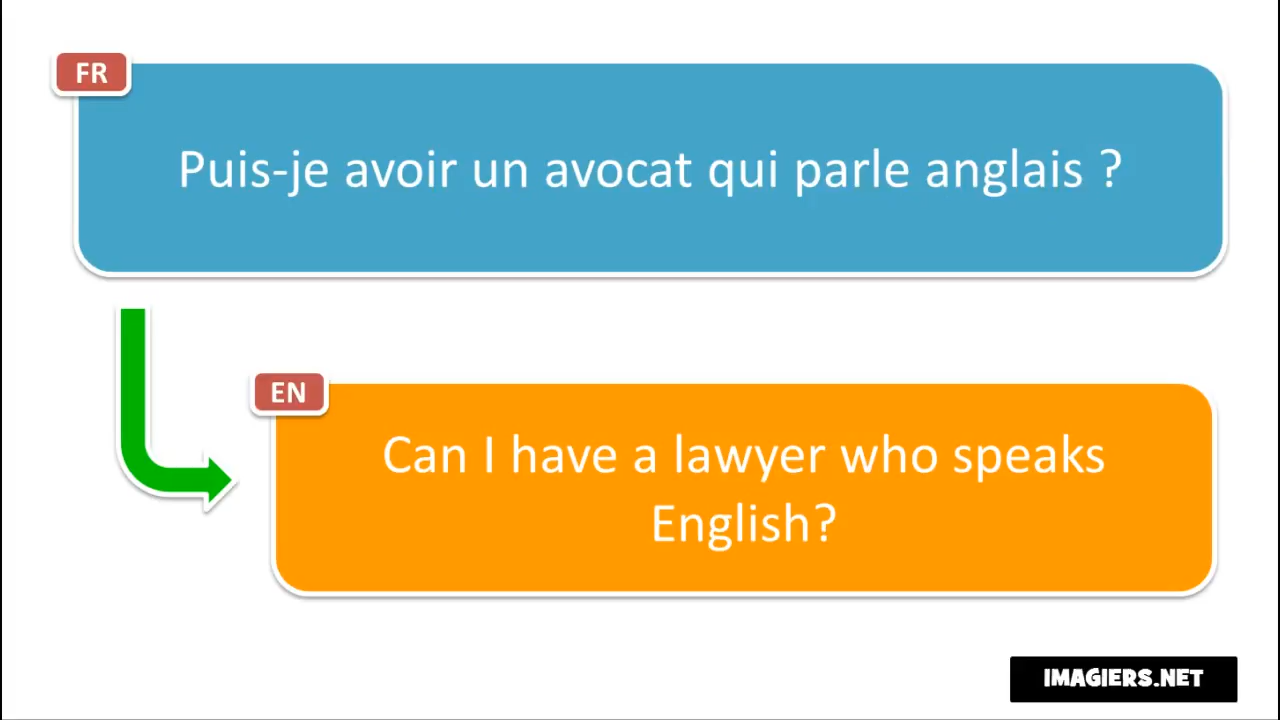 FR
Puis-je avoir un avocat qui parle anglais ?
EN
Can I have a lawyer who speaks
English?
IMAGIERS.NET